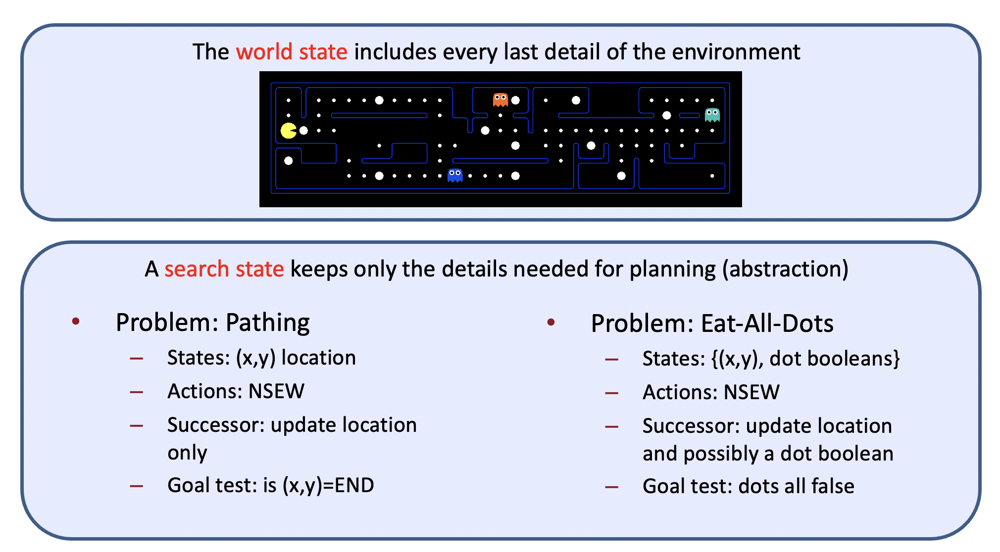 The world state includes every last detail of the environment
A search state keeps only the details needed for planning (abstraction)
• Problem: Pathing
– States: (x,y) location
– Actions: NSEW
– Successor: update location
only
– Goal test: is (x,y)=END
• Problem: Eat-All-Dots
– States: {(x,y), dot booleans}
– Actions: NSEW
– Successor: update location
and possibly a dot boolean
– Goal test: dots all false